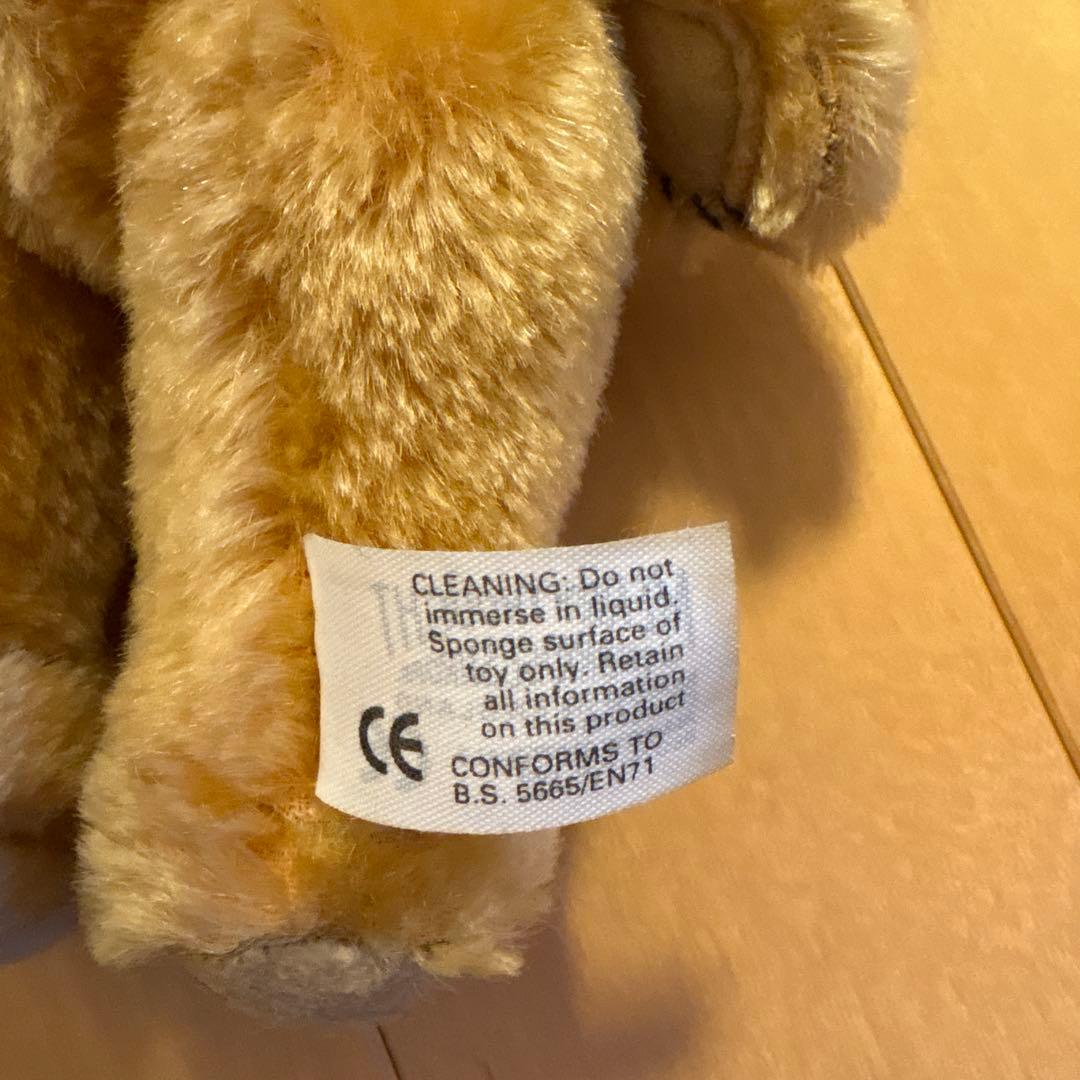 CLEANING: Do not
immerse in liquid.
Sponge surface of
toy only. Retain
all information
on this product
CE
CONFORMS TO
B.S. 5665/EN71